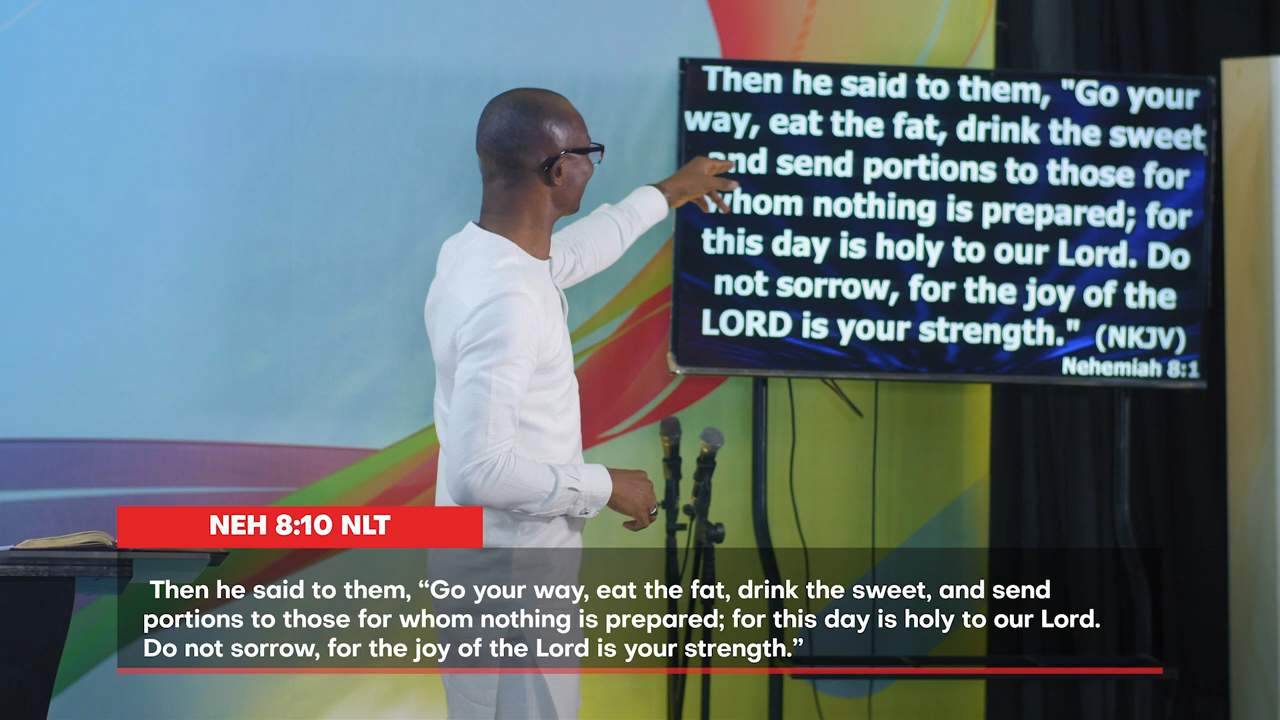 Then he said to them, "Go your
way, eat the fat, drink the sweet,
and send portions to those for
whom nothing is prepared; for
this day is holy to our Lord. Do
not sorrow, for the joy of the
LORD is your strength." (NKJV)
Nehemiah 8:1
NEH 8:10 NLT
Then he said to them, “Go your way, eat the fat, drink the sweet, and send
portions to those for whom nothing is prepared; for this day is holy to our Lord.
Do not sorrow, for the joy of the Lord is your strength.”